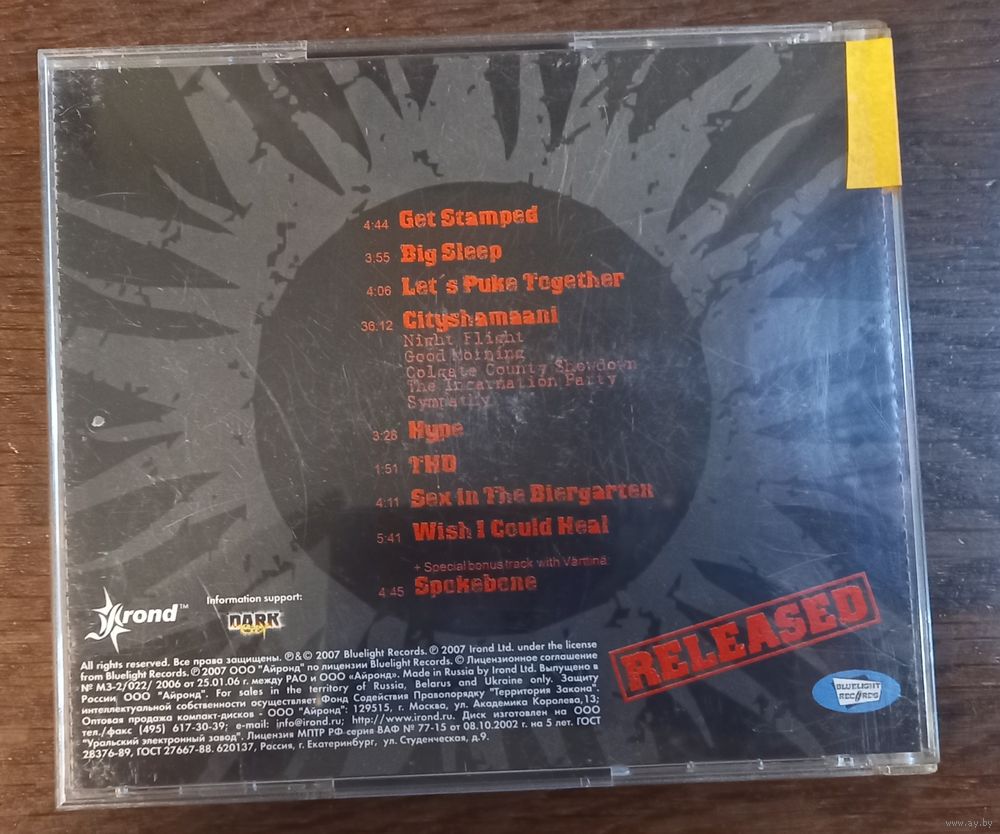 4:44 Get Stamped
3:55 Big Sleep
4:06 Let´s Puke Together
36:12 Cityshamaani
Night Flight
Good Morning
Colgate County Showdown
The Incarnation Party
Sympathy
3:26 Hype
1:51 THD
4:11 Sex in The Biergarten
5:41 Wish I Could Heal
+ Special bonus track with Värttinä
4:45 Spokebone
Irond™
Information support:
DARK
RELEASED
BLUELIGHT
RECORDS
All rights reserved. Все права защищены. ℗&© 2007 Bluelight Records. ℗ 2007 Irond Ltd. under the license
from Bluelight Records. ℗2007 ООО "Айронд" по лицензии Bluelight Records. © Лицензионное соглашение
№ МЗ-2/022/ 2006 от 25.01.06 г. между РАО и ООО «Айронд». Made in Russia by Irond Ltd. Выпущено в
России ООО "Айронд". For sales in the territory of Russia, Belarus and Ukraine only. Защиту
интеллектуальной собственности осуществляет Фонд Содействия Правопорядку "Территория Закона".
Оптовая продажа компакт-дисков - ООО "Айронд": 129515, г. Москва, ул. Академика Королева,13;
тел./факс (495) 617-30-39; e-mail: info@irond.ru; http://www.irond.ru. Диск изготовлен на ООО
"Уральский электронный завод". Лицензия МПТР РФ серия ВАФ № 77-15 от 08.10.2002 г. на 5 лет. ГОСТ
28376-89, ГОСТ 27667-88. 620137, Россия, г. Екатеринбург, ул. Студенческая, д.9.
www.ay.by